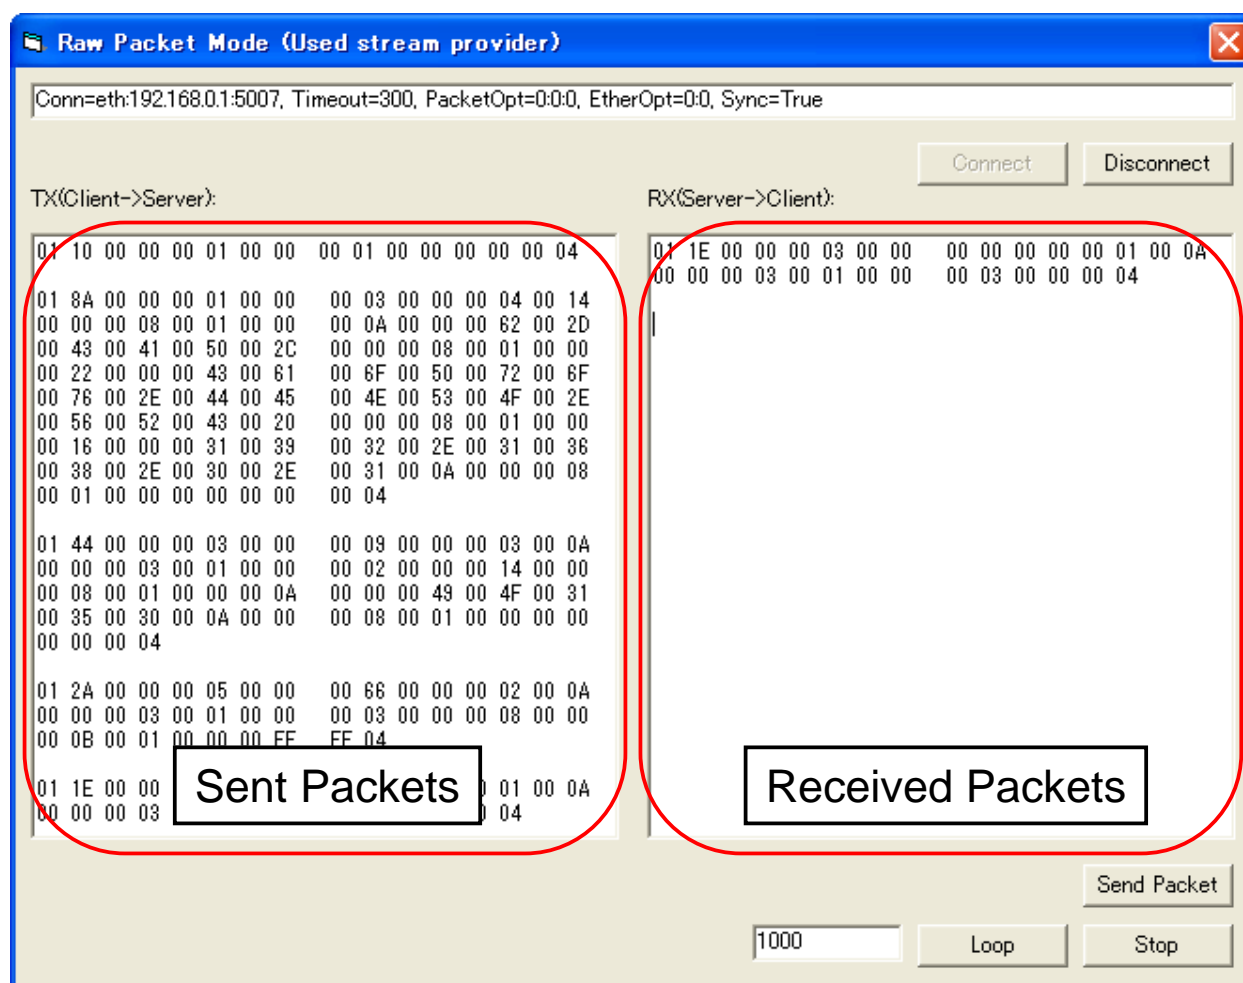 Raw Packet Mode (Used stream provider)
Conn=eth:192.168.0.1:5007, Timeout=300, PacketOpt=0:0:0, EtherOpt=0:0, Sync=True
Connect
Disconnect
TX(Client->Server):
01 10 00 00 00 01 00 00 00 01 00 00 00 00 00 04
01 8A 00 00 00 01 00 00 00 03 00 00 00 04 00 14
00 00 00 08 00 01 00 00 00 0A 00 00 00 62 00 2D
00 43 00 41 00 50 00 2C 00 00 00 08 00 01 00 00
00 22 00 00 00 43 00 61 00 6F 00 50 00 72 00 6F
00 76 00 2E 00 44 00 45 00 4E 00 53 00 4F 00 2E
00 56 00 52 00 43 00 20 00 00 00 08 00 01 00 00
00 16 00 00 00 31 00 39 00 32 00 2E 00 31 00 36
00 38 00 2E 00 30 00 2E 00 31 00 0A 00 00 00 08
00 01 00 00 00 00 00 00 00 04
01 44 00 00 00 03 00 00 00 09 00 00 00 03 00 0A
00 00 00 03 00 01 00 00 00 02 00 00 00 14 00 00
00 08 00 01 00 00 00 0A 00 00 00 49 00 4F 00 31
00 35 00 30 00 0A 00 00 00 08 00 01 00 00 00 00
00 00 00 04
01 2A 00 00 00 05 00 00 00 66 00 00 00 02 00 0A
00 00 00 03 00 01 00 00 00 03 00 00 00 08 00 00
00 0B 00 01 00 00 00 FF FF 04
01 1E 00 00 01 00 0A
00 00 00 03 04
Sent Packets
RX(Server->Client):
01 1E 00 00 00 03 00 00 00 00 00 00 00 01 00 0A
00 00 00 03 00 01 00 00 00 03 00 00 00 04
Received Packets
Send Packet
1000
Loop
Stop